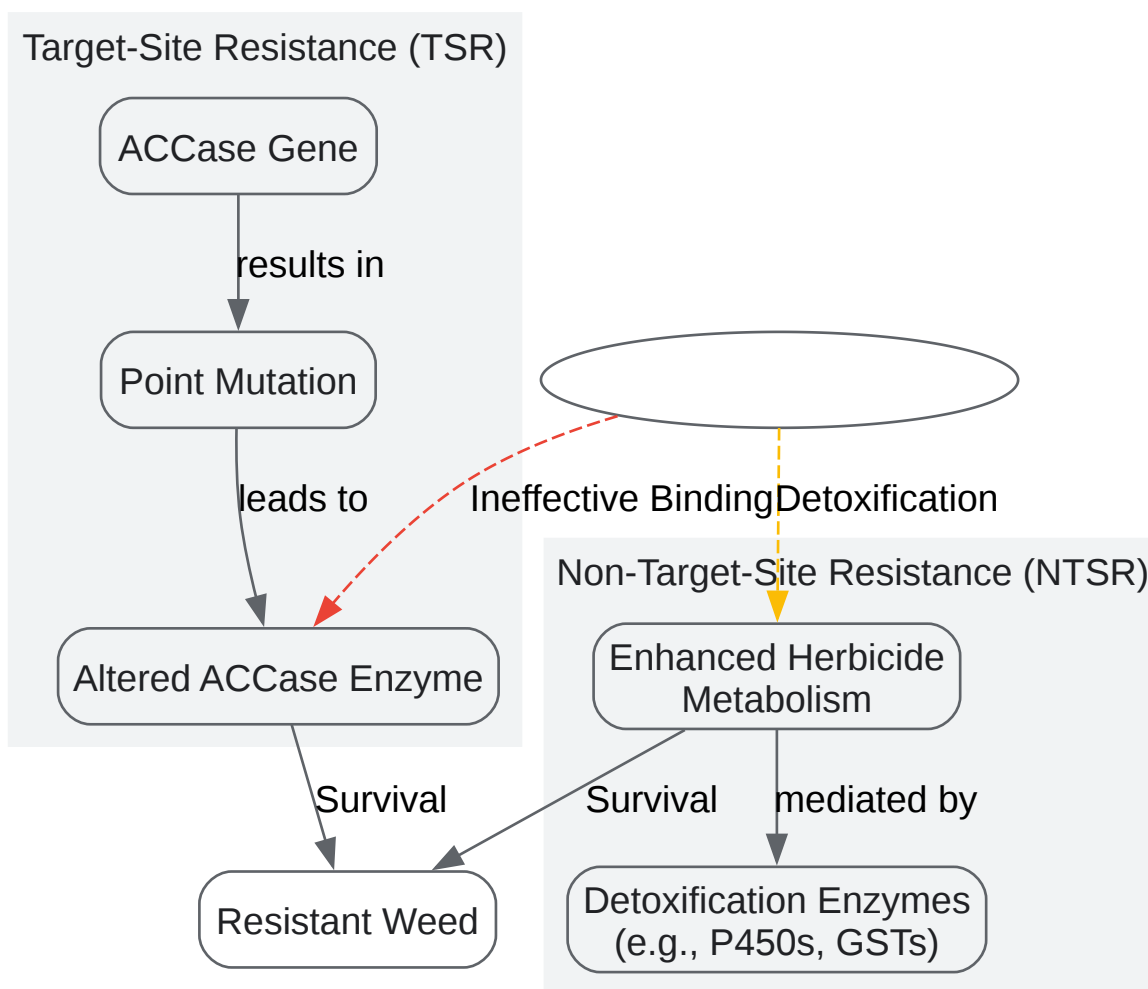 Target-Site Resistance (TSR)
ACCase Gene
results in
Point Mutation
leads to
Ineffective Binding
Detoxification
Non-Target-Site Resistance (NTSR)
Altered ACCase Enzyme
Enhanced Herbicide
Metabolism
Survival
Survival
mediated by
Resistant Weed
Detoxification Enzymes
(e.g., P450s, GSTs)